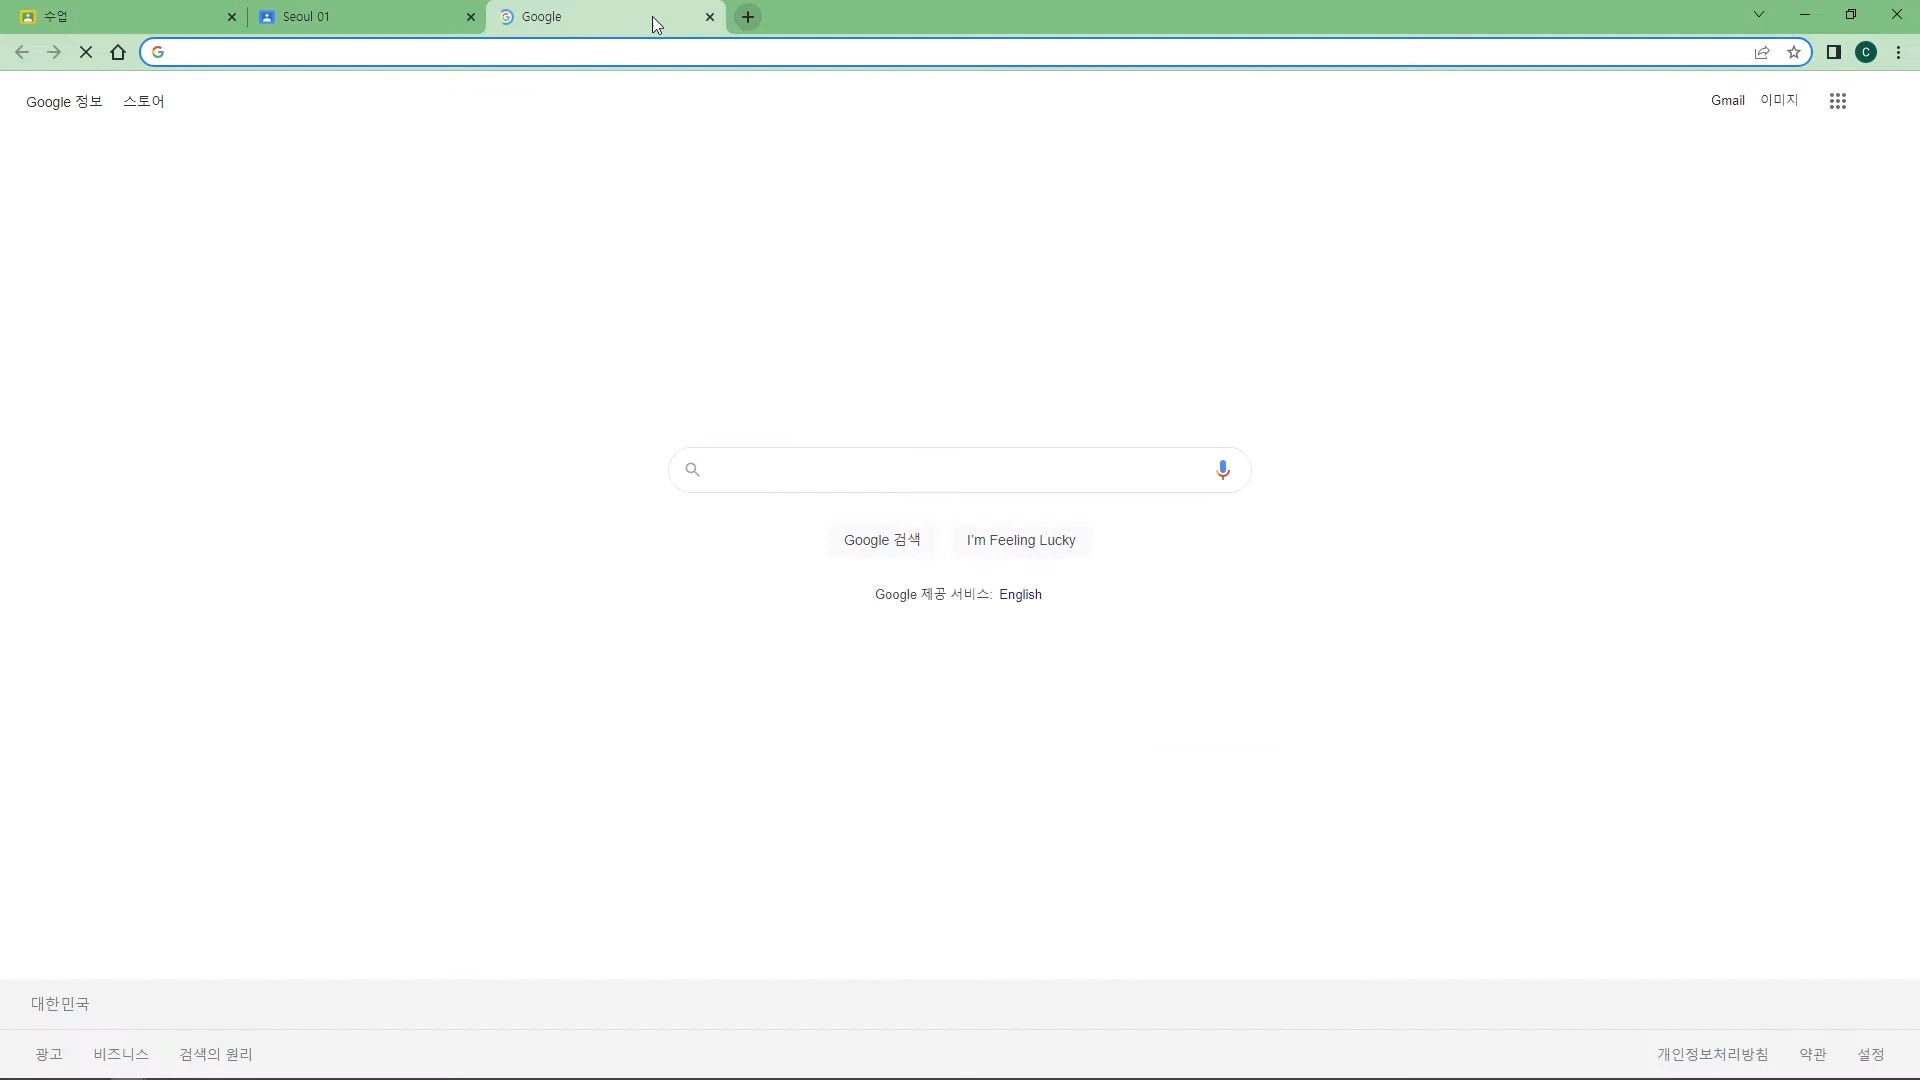 수업
Seoul 01
Google
C
Google 정보 스토어
Gmail 이미지
Google 검색
I'm Feeling Lucky
Google 제공 서비스: English
대한민국
광고 비즈니스 검색의 원리
개인정보처리방침 약관 설정